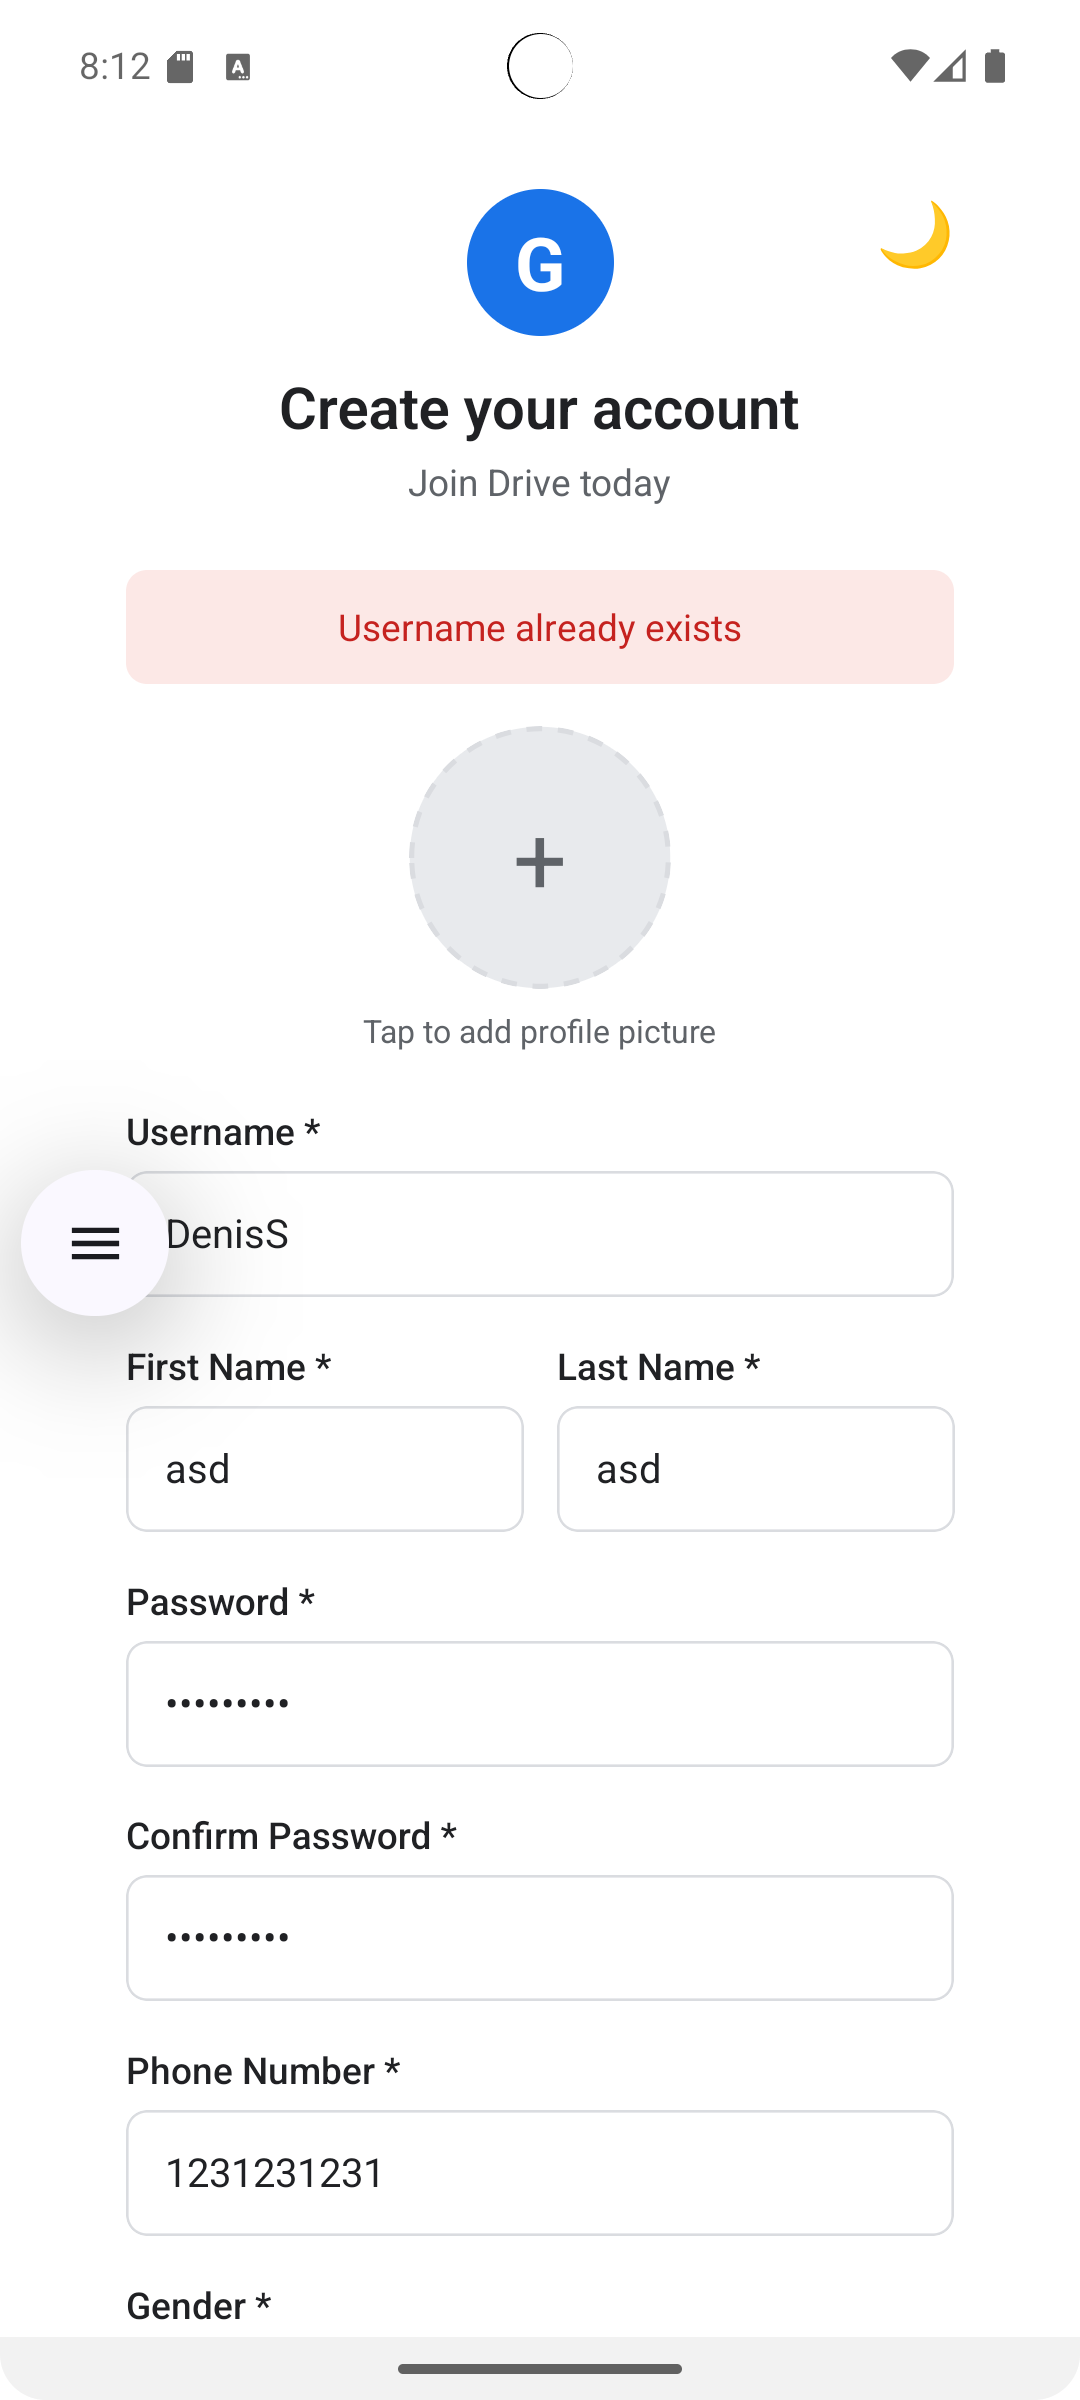 8:12
G
Create your account
Join Drive today
Username already exists
+
Tap to add profile picture
Username *
DenisS
First Name *
Last Name *
asd
asd
Password *
•••••••••
Confirm Password *
•••••••••
Phone Number *
1231231231
Gender *